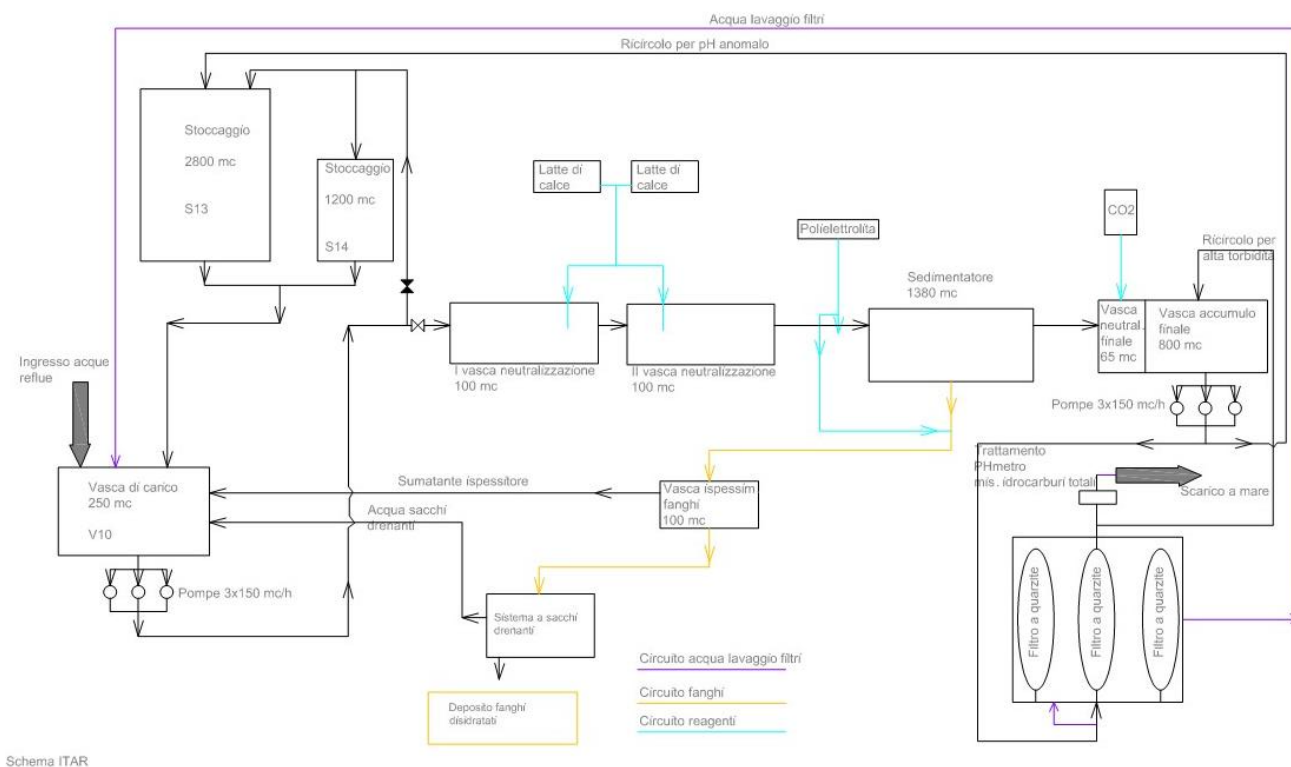 Acqua lavaggio filtri
Ricircolo per pH anomalo
Stoccaggio
2800 mc
S13
Stoccaggio
1200 mc
S14
Latte di
calce
Latte di
calce
Polielettrolita
CO2
Ricircolo per
alta torbidità
Sedimentatore
1380 mc
Vasca
neutral.
finale
65 mc
Vasca accumulo
finale
800 mc
I vasca neutralizzazione
100 mc
II vasca neutralizzazione
100 mc
Ingresso acque
reflue
Pompe 3x150 mc/h
Trattamento
PHmetro
mis. idrocarburi totali
Scarico a mare
Vasca di carico
250 mc
V10
Sumatante ispessitore
Acqua sacchi
drenanti
Vasca ispessim.
fanghi
100 mc
Pompe 3x150 mc/h
Sistema a sacchi
drenanti
Filtro a quarzite
Filtro a quarzite
Filtro a quarzite
Circuito acqua lavaggio filtri
Circuito fanghi
Circuito reagenti
Deposito fanghi
disidratati
Schema ITAR